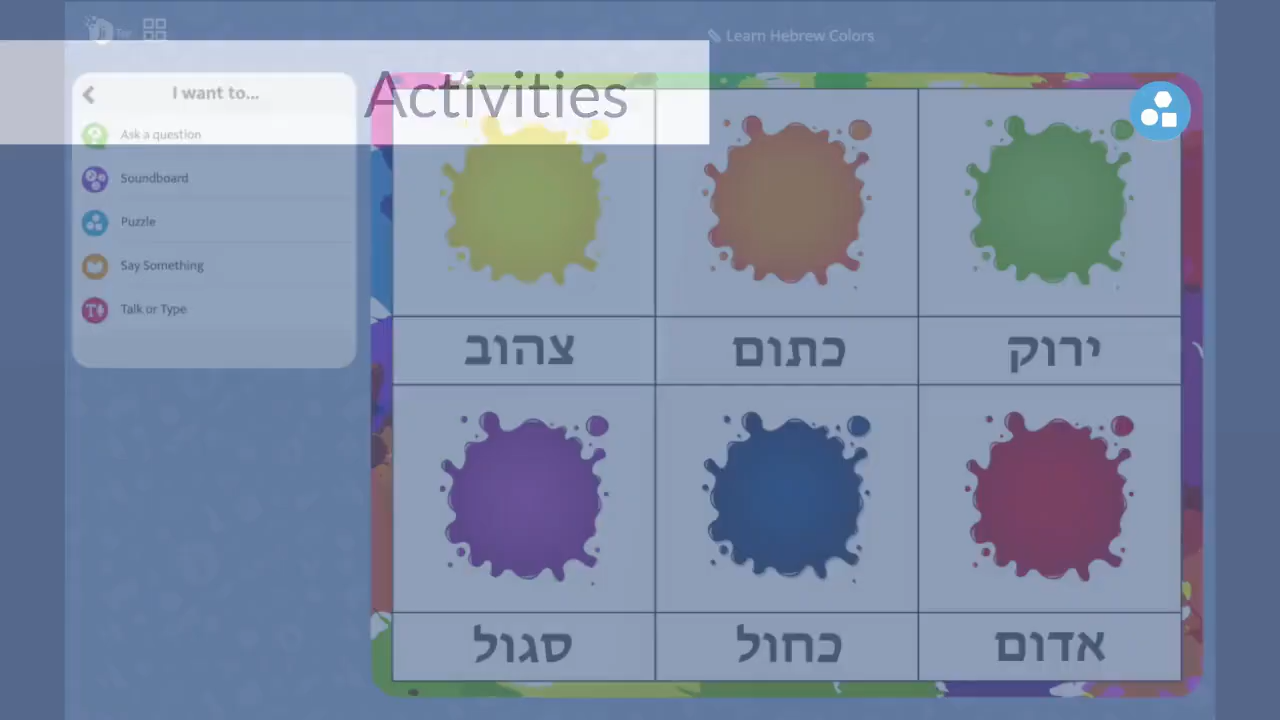 Learn Hebrew Colors
Activities
I want to...
Ask a question
Soundboard
Puzzle
Say Something
Talk or Type
ירוק
כתום
צהוב
אדום
כחול
סגול